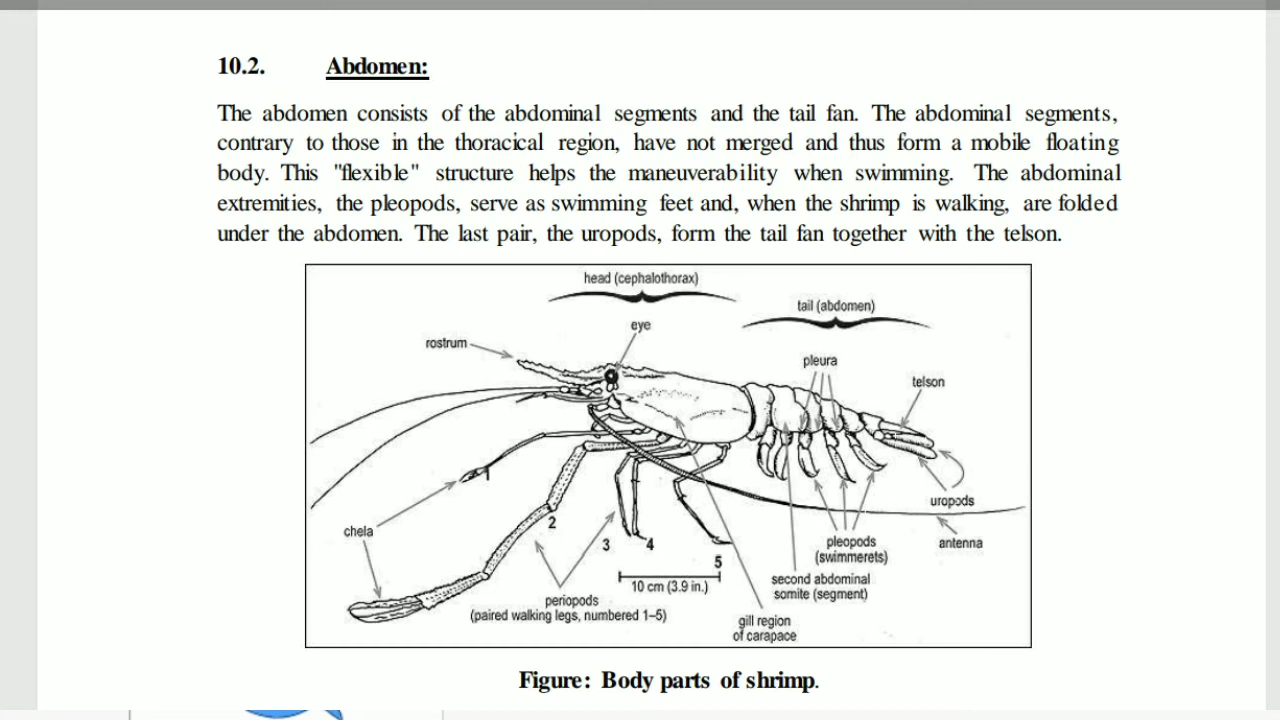 10.2. Abdomen:
The abdomen consists of the abdominal segments and the tail fan. The abdominal segments,
contrary to those in the thoracical region, have not merged and thus form a mobile floating
body. This "flexible" structure helps the maneuverability when swimming. The abdominal
extremities, the pleopods, serve as swimming feet and, when the shrimp is walking, are folded
under the abdomen. The last pair, the uropods, form the tail fan together with the telson.
head (cephalothorax)
tail (abdomen)
eye
rostrum
pleura
telson
uropods
chela
2
3
4
5
antenna
pleopods
(swimmerets)
10 cm (3.9 in.)
second abdominal
somite (segment)
periopods
(paired walking legs, numbered 1–5)
gill region
of carapace
Figure: Body parts of shrimp.